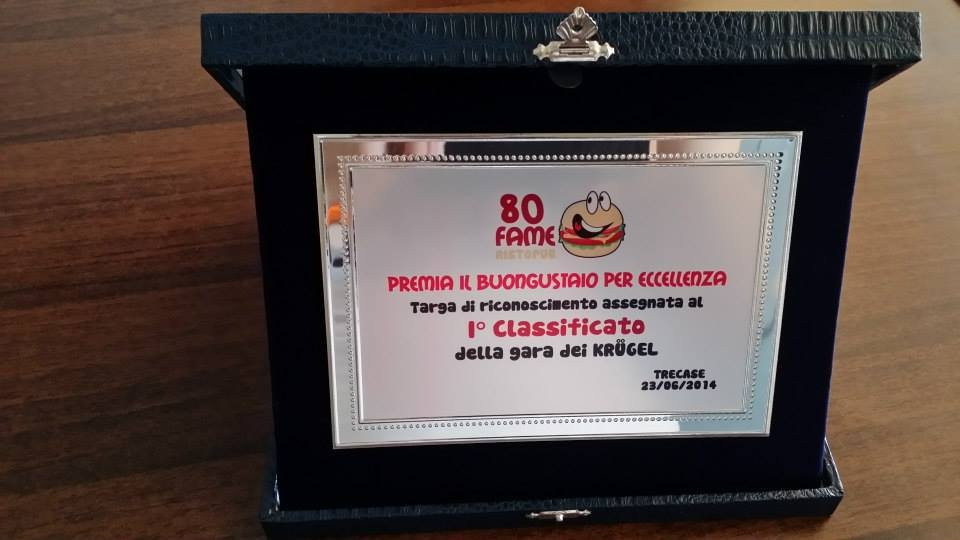 80
FAME
RISTOPUB
PREMIA IL BUONGUSTAIO PER ECCELLENZA
Targa di riconoscimento assegnata al
1° Classificato
della gara dei KRÜGEL
TRECASE
23/06/2014